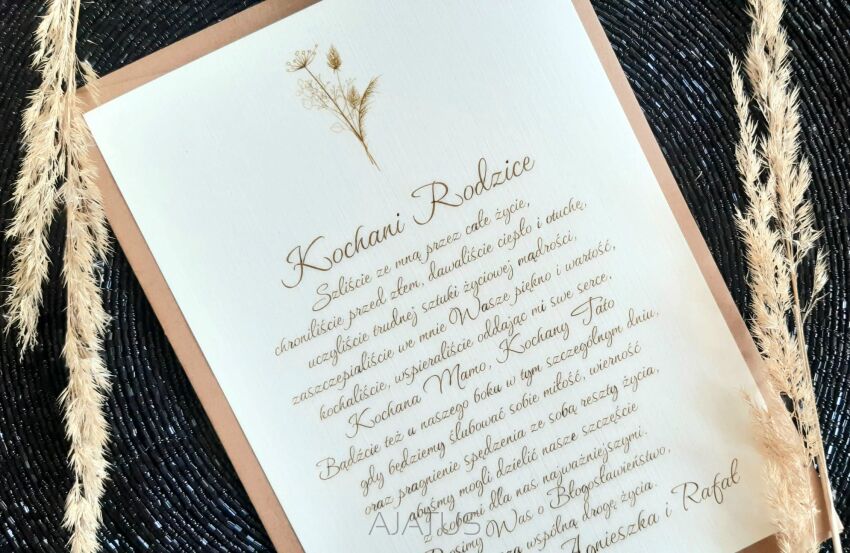 Kochani Rodzice
Szliście ze mną przez całe życie,
chroniliście przed złem, dawaliście ciepło i otuchę,
uczyliście trudnej sztuki życiowej mądrości,
zaszczepialiście we mnie Wasze piękno i wartość,
kochaliście, wspieraliście oddając mi swe serce.
Kochana Mamo, Kochany Tato
Bądźcie też u naszego boku w tym szczególnym dniu,
gdy będziemy ślubować sobie miłość, wierność
oraz pragnienie spędzenia ze sobą reszty życia,
abyśmy mogli dzielić nasze szczęście
z osobami dla nas najważniejszymi.
Prosimy Was o Błogosławieństwo,
wspólną drogę życia.
Agnieszka i Rafał
AJATUS